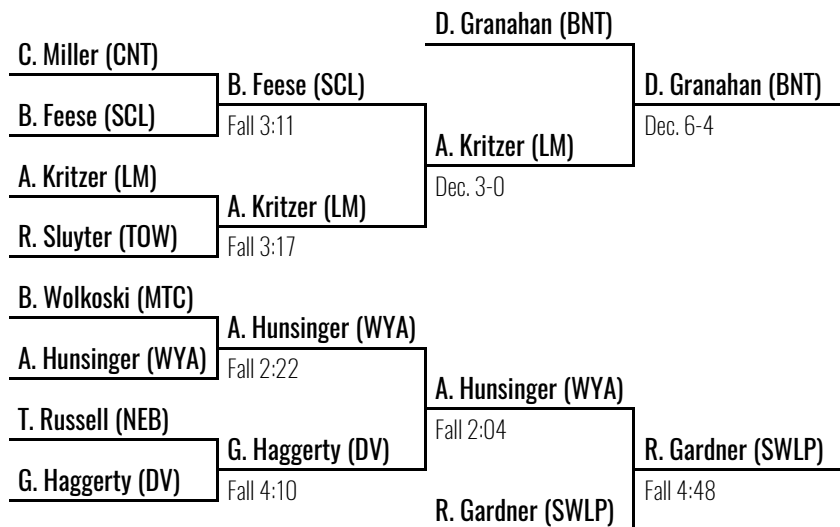 C. Miller (CNT)
B. Feese (SCL)
A. Kritzer (LM)
R. Sluyter (TOW)
B. Wolkoski (MTC)
A. Hunsinger (WYA)
T. Russell (NEB)
G. Haggerty (DV)
B. Feese (SCL)
Fall 3:11
A. Kritzer (LM)
Fall 3:17
A. Hunsinger (WYA)
Fall 2:22
G. Haggerty (DV)
Fall 4:10
D. Granahan (BNT)
A. Kritzer (LM)
Dec. 3-0
A. Hunsinger (WYA)
Fall 2:04
R. Gardner (SWLP)
D. Granahan (BNT)
Dec. 6-4
R. Gardner (SWLP)
Fall 4:48